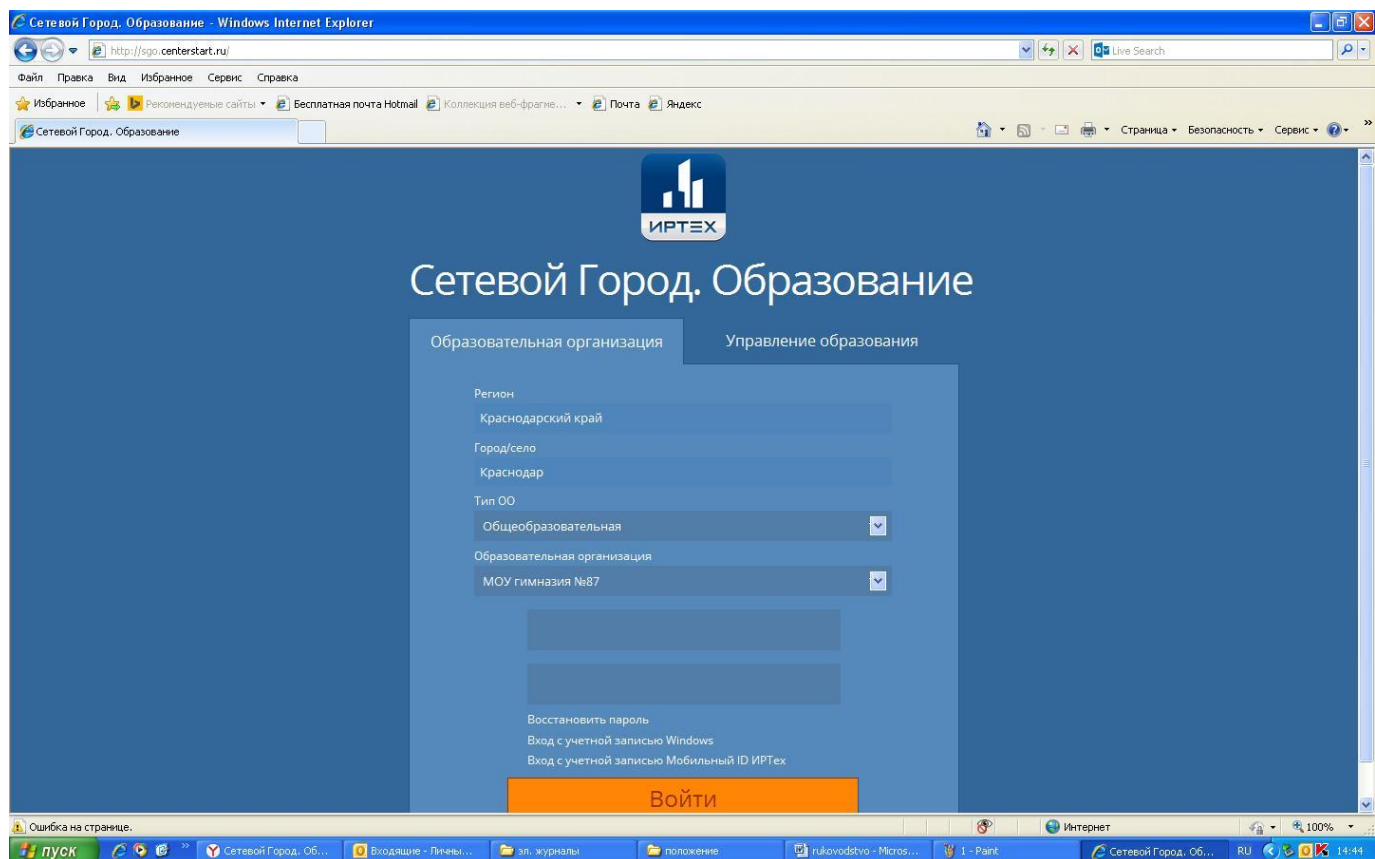 Сетевой Город. Образование - Windows Internet Explorer
http://sgo.centerstart.ru/
Live Search
Файл Правка Вид Избранное Сервис Справка
Избранное Рекомендуемые сайты Бесплатная почта Hotmail Коллекция веб-фрагме... Почта Яндекс
Сетевой Город. Образование
Страница Безопасность Сервис »
ИРТЕХ
Сетевой Город. Образование
Образовательная организация
Управление образования
Регион
Краснодарский край
Город/село
Краснодар
Тип ОО
Общеобразовательная
Образовательная организация
МОУ гимназия №87
Восстановить пароль
Вход с учетной записью Windows
Вход с учетной записью Мобильный ID ИРТех
Войти
Ошибка на странице.
Интернет
100%
пуск » Сетевой Город. Об... Входящие - Личны... эл. журналы положение rukovodstvo - Micros... 1 - Paint Сетевой Город. Об... RU 14:44